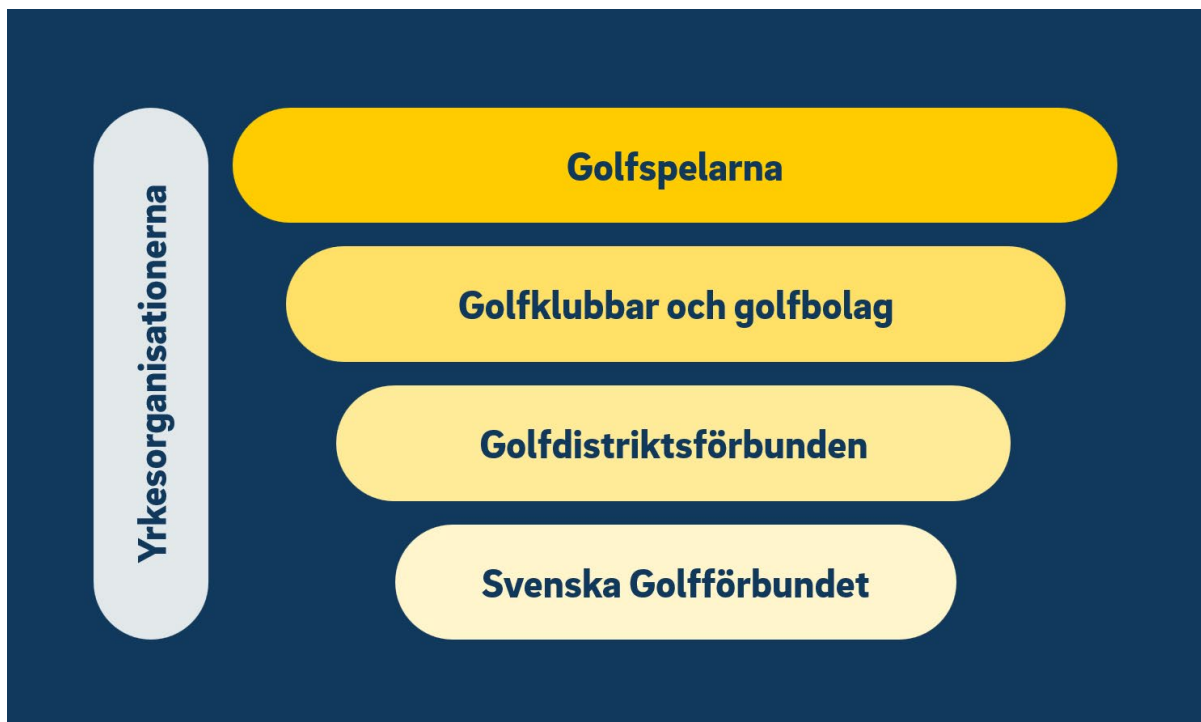 Yrkesorganisationerna
Golfspelarna
Golfklubbar och golfbolag
Golfdistriktsförbunden
Svenska Golfförbundet